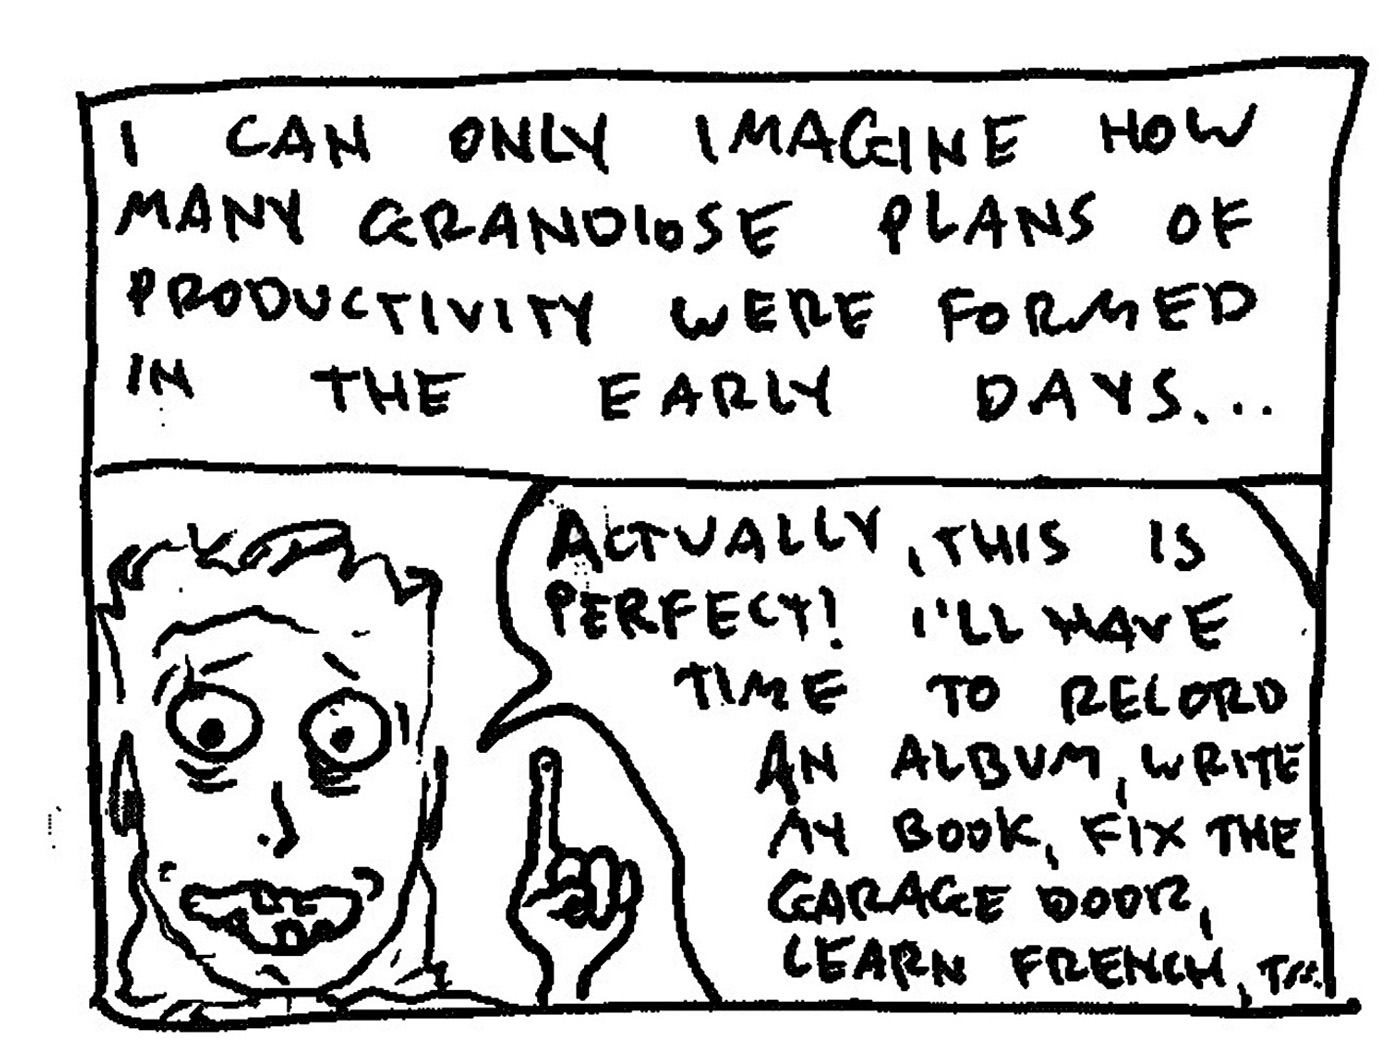 I CAN ONLY IMAGINE HOW
MANY GRANDIOSE PLANS OF
PRODUCTIVITY WERE FORMED
IN THE EARLY DAYS...
ACTUALLY, THIS IS
PERFECT! I'LL HAVE
TIME TO RECORD
AN ALBUM, WRITE
MY BOOK, FIX THE
GARAGE DOOR,
LEARN FRENCH,